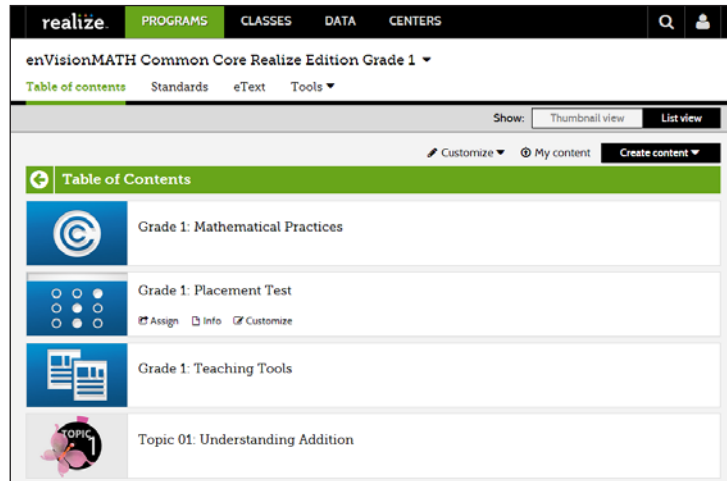 realize. PROGRAMS CLASSES DATA CENTERS
enVisionMATH Common Core Realize Edition Grade 1
Table of contents Standards eText Tools
Show: Thumbnail view List view
Customize My content Create content
Table of Contents
Grade 1: Mathematical Practices
Grade 1: Placement Test
Assign Info Customize
Grade 1: Teaching Tools
TOPIC 1
Topic 01: Understanding Addition